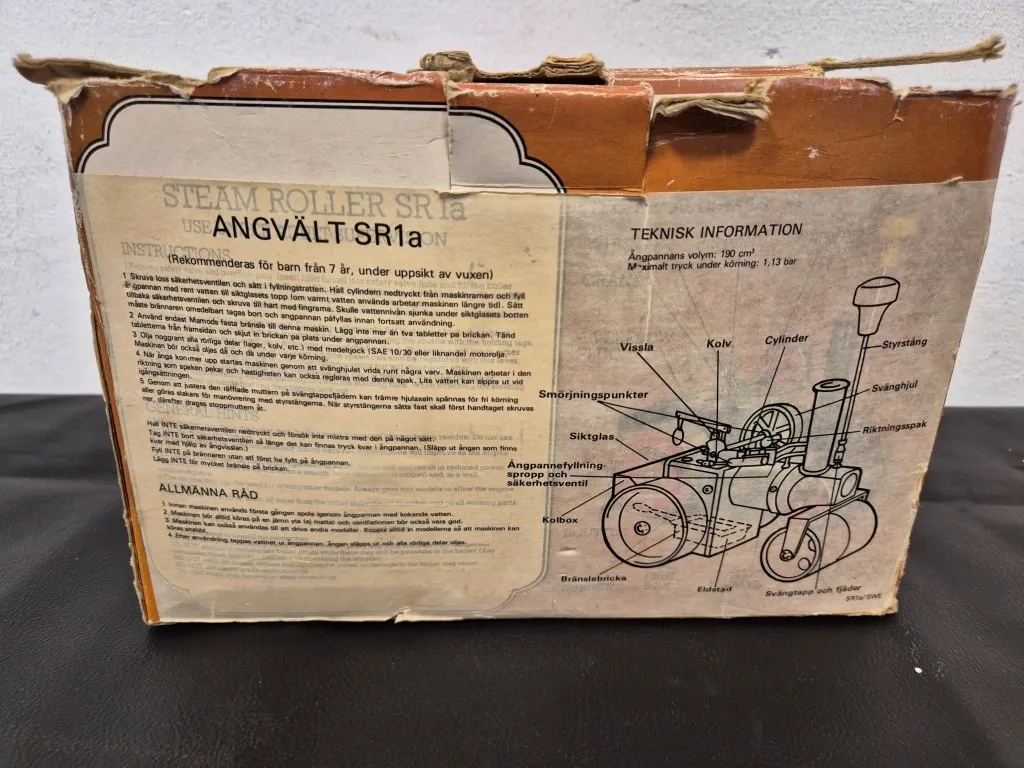 STEAM ROLLER SR1a
ANGVÄLT SR1a
(Rekommenderas för barn från 7 år, under uppsikt av vuxen)
INSTRUCTIONS
1 Skruva loss säkerhetsventilen och sätt i fyllningstratten. Håll cylindern nedtryckt från maskinramen och fyll
ångpannan med rent vatten till siktglasets topp (om varmt vatten används arbetar maskinen längre tid). Sätt
tillbaka säkerhetsventilen och skruva till hart med fingrarna. Skulle vattennivån sjunka under siktglasets botten
måste brännaren omedelbart tagas bort och angpannan påfyllas innan fortsatt användning.
2 Använd endast Mamods fasta bränsle till denna maskin. Lägg inte mer än tva tabletter på brickan. Tänd
tabletterna från framsidan och skjut in brickan pa plats under angpannan.
3 Olja noggrant alla rörliga delar (lager, kolv, etc.) med medeltjock (SAE 10/30 eller liknande) motorolja.
Maskinen bör också oljas då och då under varje körning.
4 När ånga kommer upp startas maskinen genom att svänghjulet vrids runt några varv. Maskinen arbetar i den
riktning som spaken pekar och hastigheten kan också regleras med denna spak. Lite vatten kan sippra ut vid
igångsättningen.
5 Genom att justera den räfflade muttern på svängtappsfjädern kan främre hjulaxeln spännas för fri körning
eller göras slakare för manövrering med styrstångerna. När styrstången sätts fast skall först handtaget skruvas
ner, därefter drages stoppmuttern åt.
GENERAL HINTS
Håll INTE säkerhetsventilen nedtryckt och försök inte mixtra med den på något sätt.
Tag INTE bort säkerhetsventilen så länge det kan finnas tryck kvar i ångpannan. (Släpp ut ångan som finns
kvar med hjälp av ångvisslan.)
Fyll INTE på brännaren utan att först ha fyllt på ångpannan.
Lägg INTE för mycket bränsle på brickan.
ALLMÄNNA RÅD
1. Innan maskinen används första gången spols igenom ångpannan med kokande vatten.
2. Maskinen bör alltid köras på en jämn yta (ej matta) och ventilationen bör också vara god.
3. Maskinen kan också användas till att driva andra modeller. Koppla alltid in modellerna så att maskinen kan
köras snabbt.
4. Efter användning tappas vattnet ur ångpannan, ångan släpps ut och alla rörliga delar oljas.
TEKNISK INFORMATION
Ångpannans volym: 190 cm³
Maximalt tryck under körning: 1,13 bar
Vissla
Kolv
Cylinder
Styrstång
Smörjningspunkter
Svänghjul
Siktglas
Riktningsspak
Ångpannefyllning-
spropp och
säkerhetsventil
Kolbox
Bränslebricka
Eldstad
Svängtapp och fjäder
SR1a/SWE